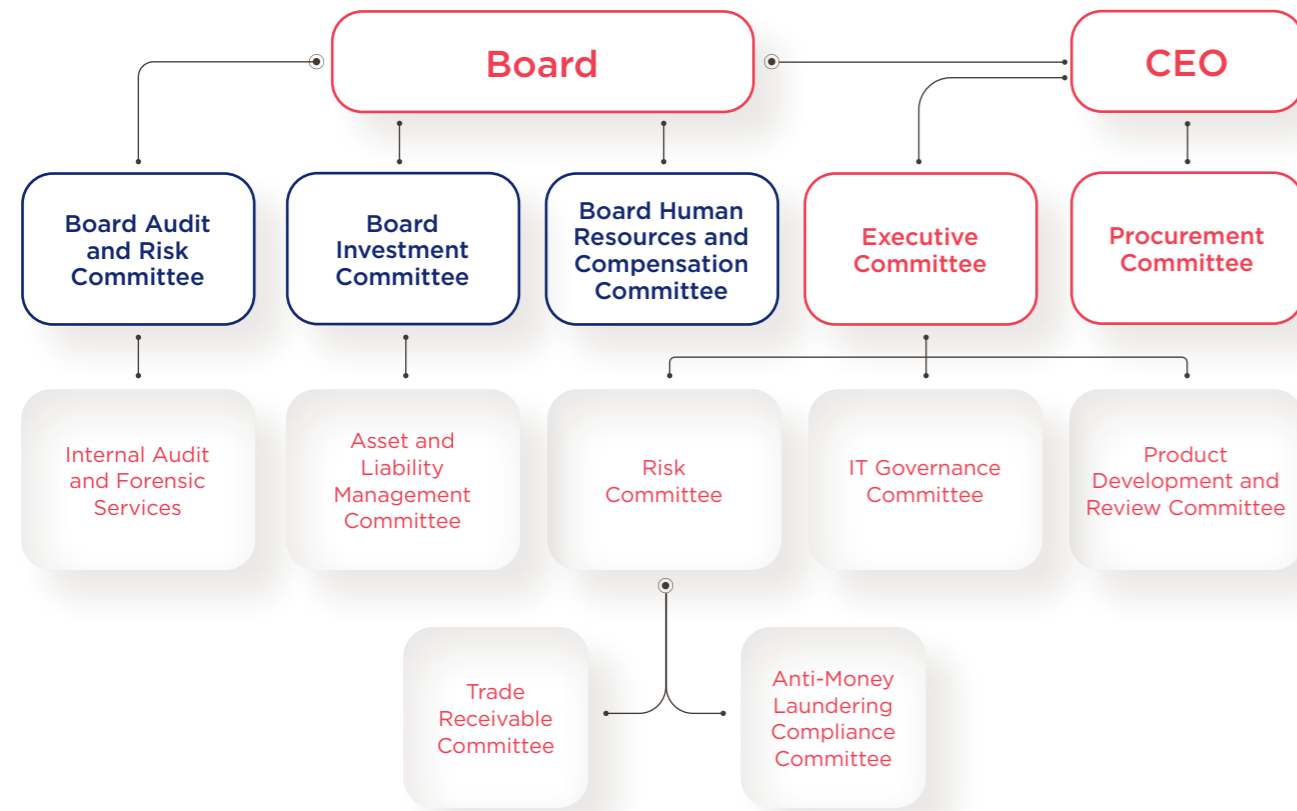 Board
CEO
Board Audit
and Risk
Committee
Board
Investment
Committee
Board Human
Resources and
Compensation
Committee
Executive
Committee
Procurement
Committee
Internal Audit
and Forensic
Services
Asset and
Liability
Management
Committee
Risk
Committee
IT Governance
Committee
Product
Development and
Review Committee
Trade
Receivable
Committee
Anti-Money
Laundering
Compliance
Committee